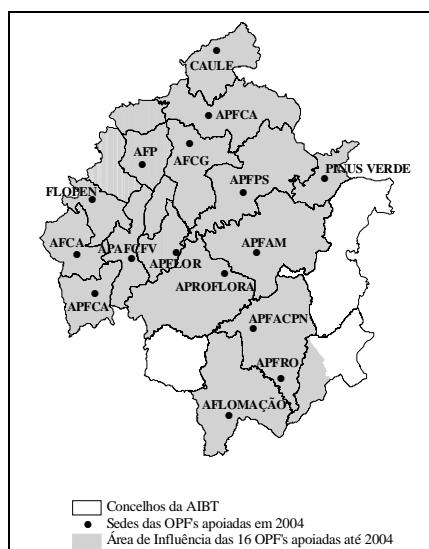 CAULE
APFCA
AFP
AFCG
PINUS VERDE
APFPS
FLOPEN
AFCA
APAFCFV
APFLOR
APFAM
APROFLORA
APFCA
APFACPN
APFRO
AFLOMAÇÃO
Concelhos da AIBT
Sedes das OPF's apoiadas em 2004
Área de Influência das 16 OPF's apoiadas até 2004